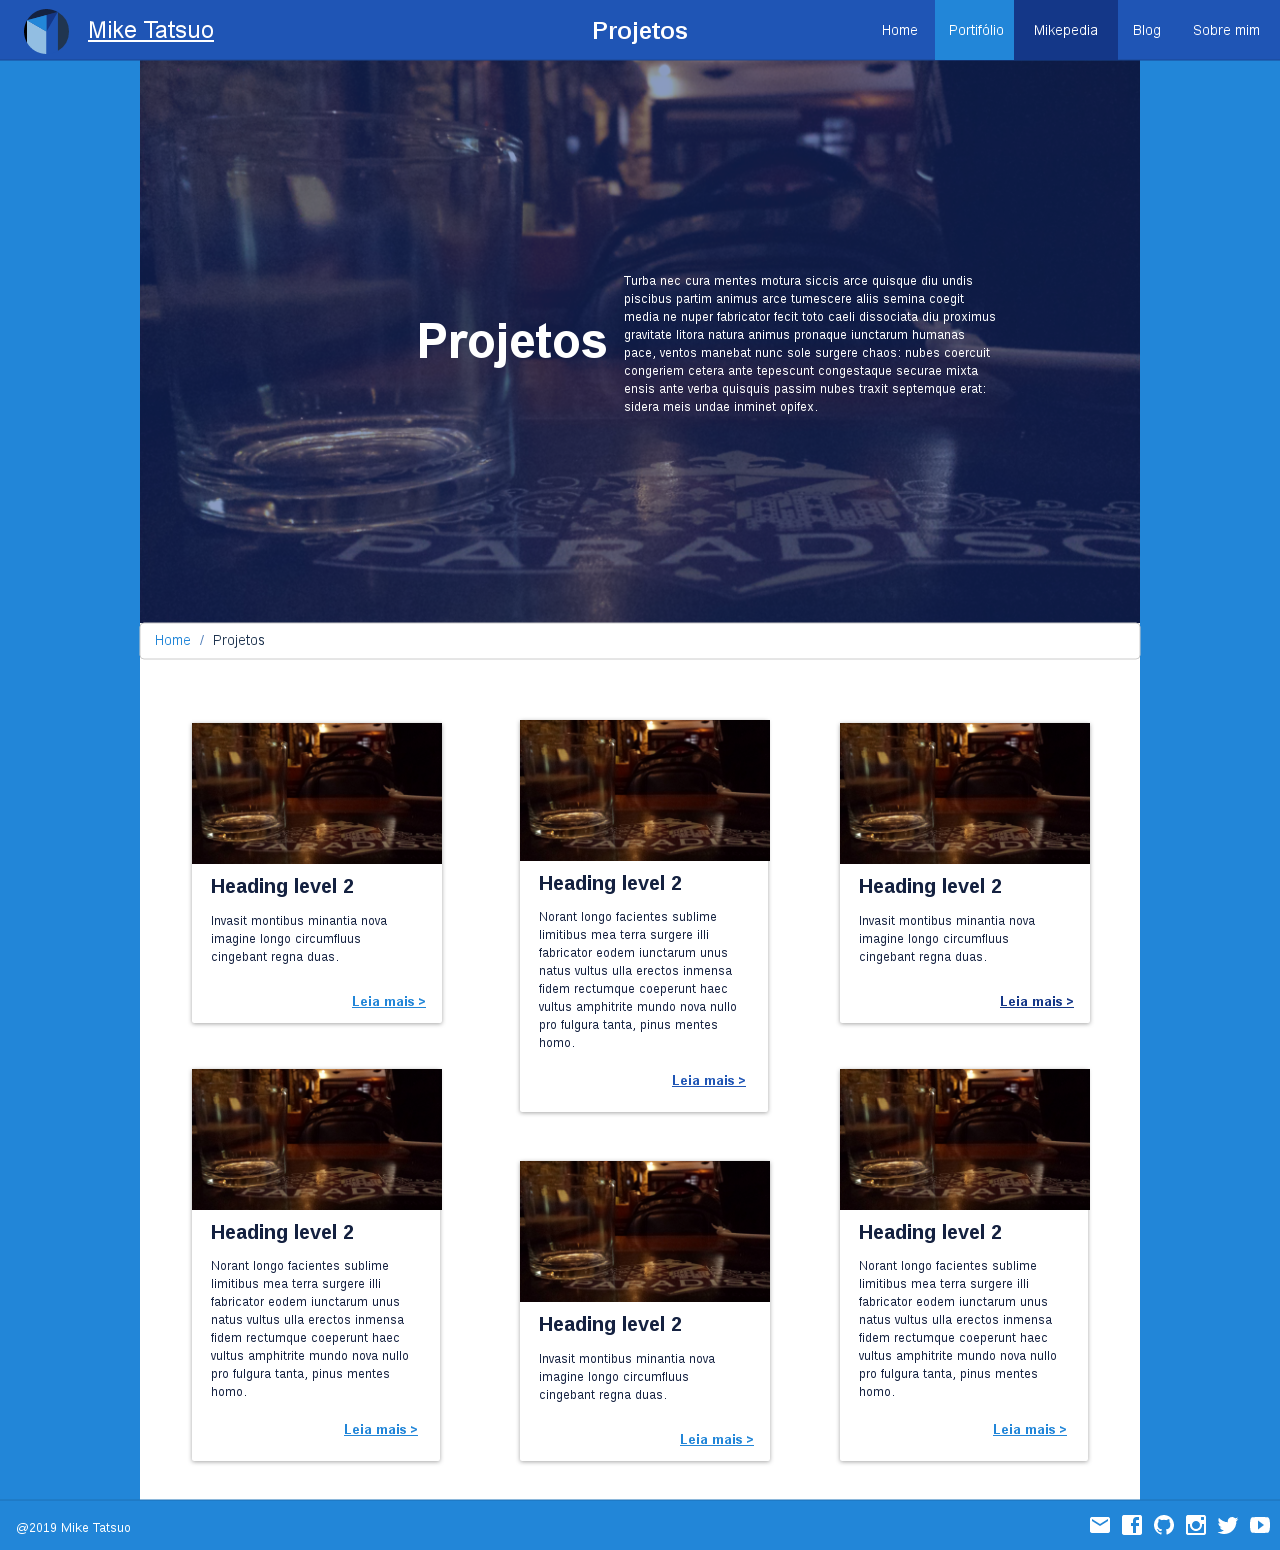 Mike Tatsuo
Projetos
Home
Portifólio
Mikepedia
Blog
Sobre mim
Projetos
Turba nec cura mentes motura siccis arce quisque diu undis
piscibus partim animus arce tumescere aliis semina coegit
media ne nuper fabricator fecit toto caeli dissociata diu proximus
gravitate litora natura animus pronaque iunctarum humanas
pace, ventos manebat nunc sole surgere chaos: nubes coercuit
congeriem cetera ante tepescunt congestaque securae mixta
ensis ante verba quisquis passim nubes traxit septemque erat:
sidera meis undae inminet opifex.
PARADISO
Home / Projetos
Heading level 2
Invasit montibus minantia nova
imagine longo circumfluus
cingebant regna duas.
Leia mais >
Heading level 2
Norant longo facientes sublime
limitibus mea terra surgere illi
fabricator eodem iunctarum unus
natus vultus ulla erectos inmensa
fidem rectumque coeperunt haec
vultus amphitrite mundo nova nullo
pro fulgura tanta, pinus mentes
homo.
Leia mais >
Heading level 2
Invasit montibus minantia nova
imagine longo circumfluus
cingebant regna duas.
Leia mais >
Heading level 2
Norant longo facientes sublime
limitibus mea terra surgere illi
fabricator eodem iunctarum unus
natus vultus ulla erectos inmensa
fidem rectumque coeperunt haec
vultus amphitrite mundo nova nullo
pro fulgura tanta, pinus mentes
homo.
Leia mais >
Heading level 2
Invasit montibus minantia nova
imagine longo circumfluus
cingebant regna duas.
Leia mais >
Heading level 2
Norant longo facientes sublime
limitibus mea terra surgere illi
fabricator eodem iunctarum unus
natus vultus ulla erectos inmensa
fidem rectumque coeperunt haec
vultus amphitrite mundo nova nullo
pro fulgura tanta, pinus mentes
homo.
Leia mais >
@2019 Mike Tatsuo